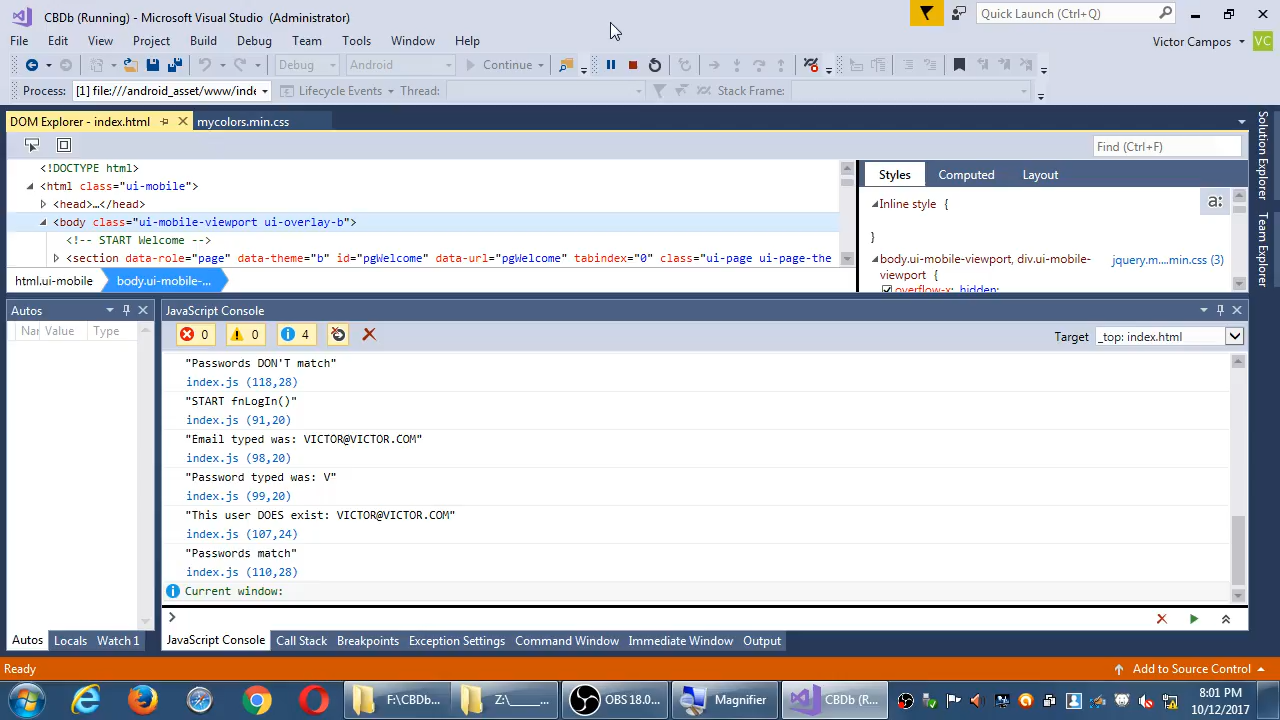 CBDb (Running) - Microsoft Visual Studio (Administrator)
Quick Launch (Ctrl+Q)
File Edit View Project Build Debug Team Tools Window Help
Victor Campos VC
Debug Android Continue
Process: [1] file:///android_asset/www/inde Lifecycle Events Thread: Stack Frame:
DOM Explorer - index.html mycolors.min.css
Find (Ctrl+F)
<!DOCTYPE html>
<html class="ui-mobile">
<head>…</head>
<body class="ui-mobile-viewport ui-overlay-b">
<!-- START Welcome -->
<section data-role="page" data-theme="b" id="pgWelcome" data-url="pgWelcome" tabindex="0" class="ui-page ui-page-the
html.ui-mobile body.ui-mobile-...
Styles Computed Layout
a:
Inline style {
}
body.ui-mobile-viewport, div.ui-mobile-
viewport {
jquery.m....min.css (3)
overflow-x: hidden;
Solution Explorer
Team Explorer
Autos
Value Type
JavaScript Console
0 0 4
Target _top: index.html
"Passwords DON'T match"
index.js (118,28)
"START fnLogIn()"
index.js (91,20)
"Email typed was: VICTOR@VICTOR.COM"
index.js (98,20)
"Password typed was: V"
index.js (99,20)
"This user DOES exist: VICTOR@VICTOR.COM"
index.js (107,24)
"Passwords match"
index.js (110,28)
Current window:
Autos Locals Watch 1
JavaScript Console Call Stack Breakpoints Exception Settings Command Window Immediate Window Output
Ready
Add to Source Control
F:\CBDb... Z:\_____... OBS 18.0.... Magnifier CBDb (R...
8:01 PM
10/12/2017